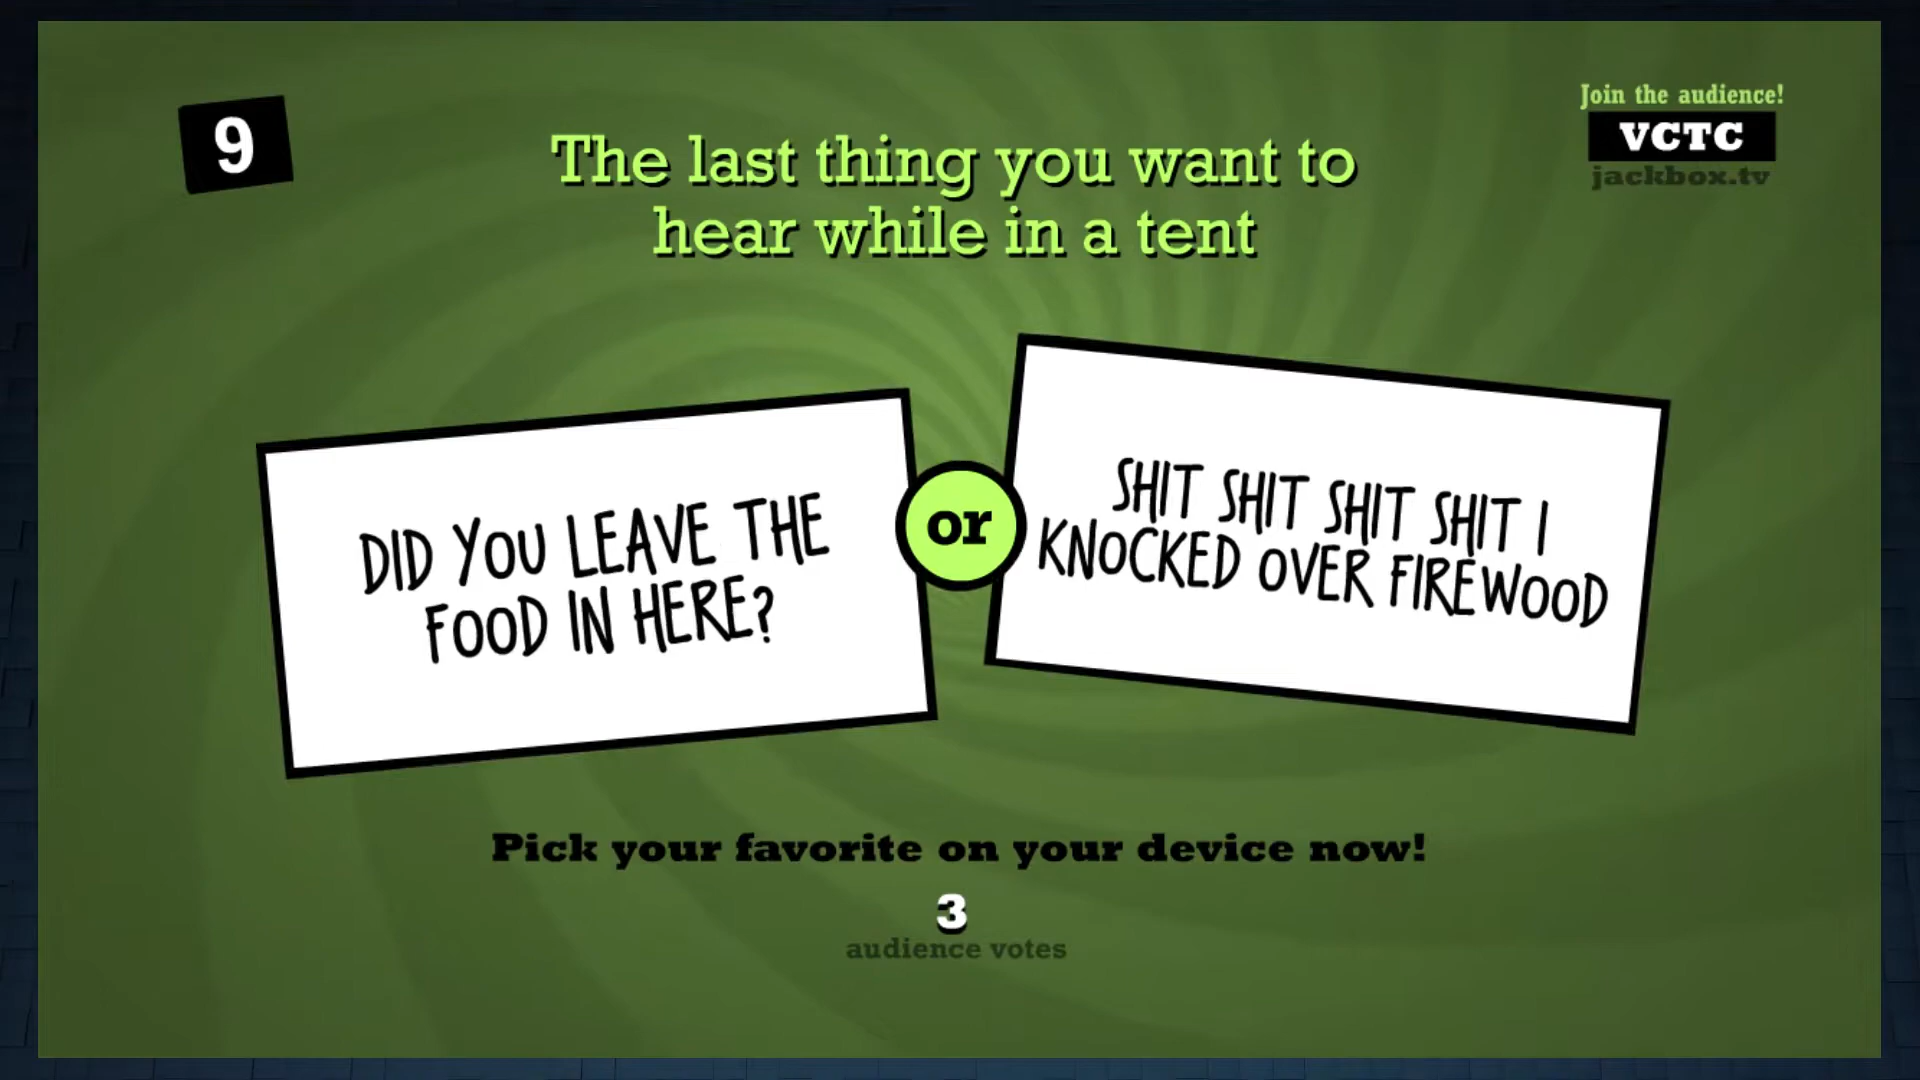 9
Join the audience!
VCTC
jackbox.tv
The last thing you want to
hear while in a tent
DID YOU LEAVE THE
FOOD IN HERE?
or
SHIT SHIT SHIT SHIT I
KNOCKED OVER FIREWOOD
Pick your favorite on your device now!
3
audience votes